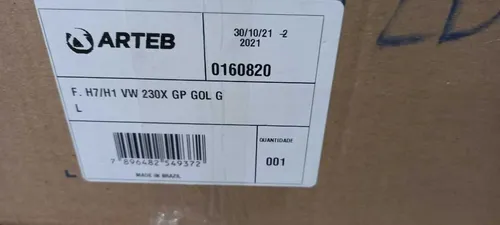 ARTEB
30/10/21 -2
2021
0160820
F. H7/H1 VW 230X GP GOL G
L
QUANTIDADE
001
7 896482 549372
MADE IN BRAZIL